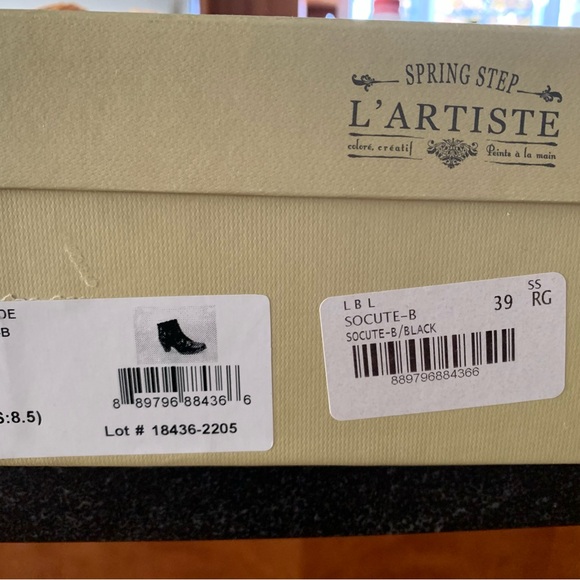 SPRING STEP
L'ARTISTE
coloré, créatif Peints à la main
DE
-B
8 89796 88436 6
S:8.5)
Lot # 18436-2205
LBL 39 SS
SOCUTE-B RG
SOCUTE-B/BLACK
889796884366